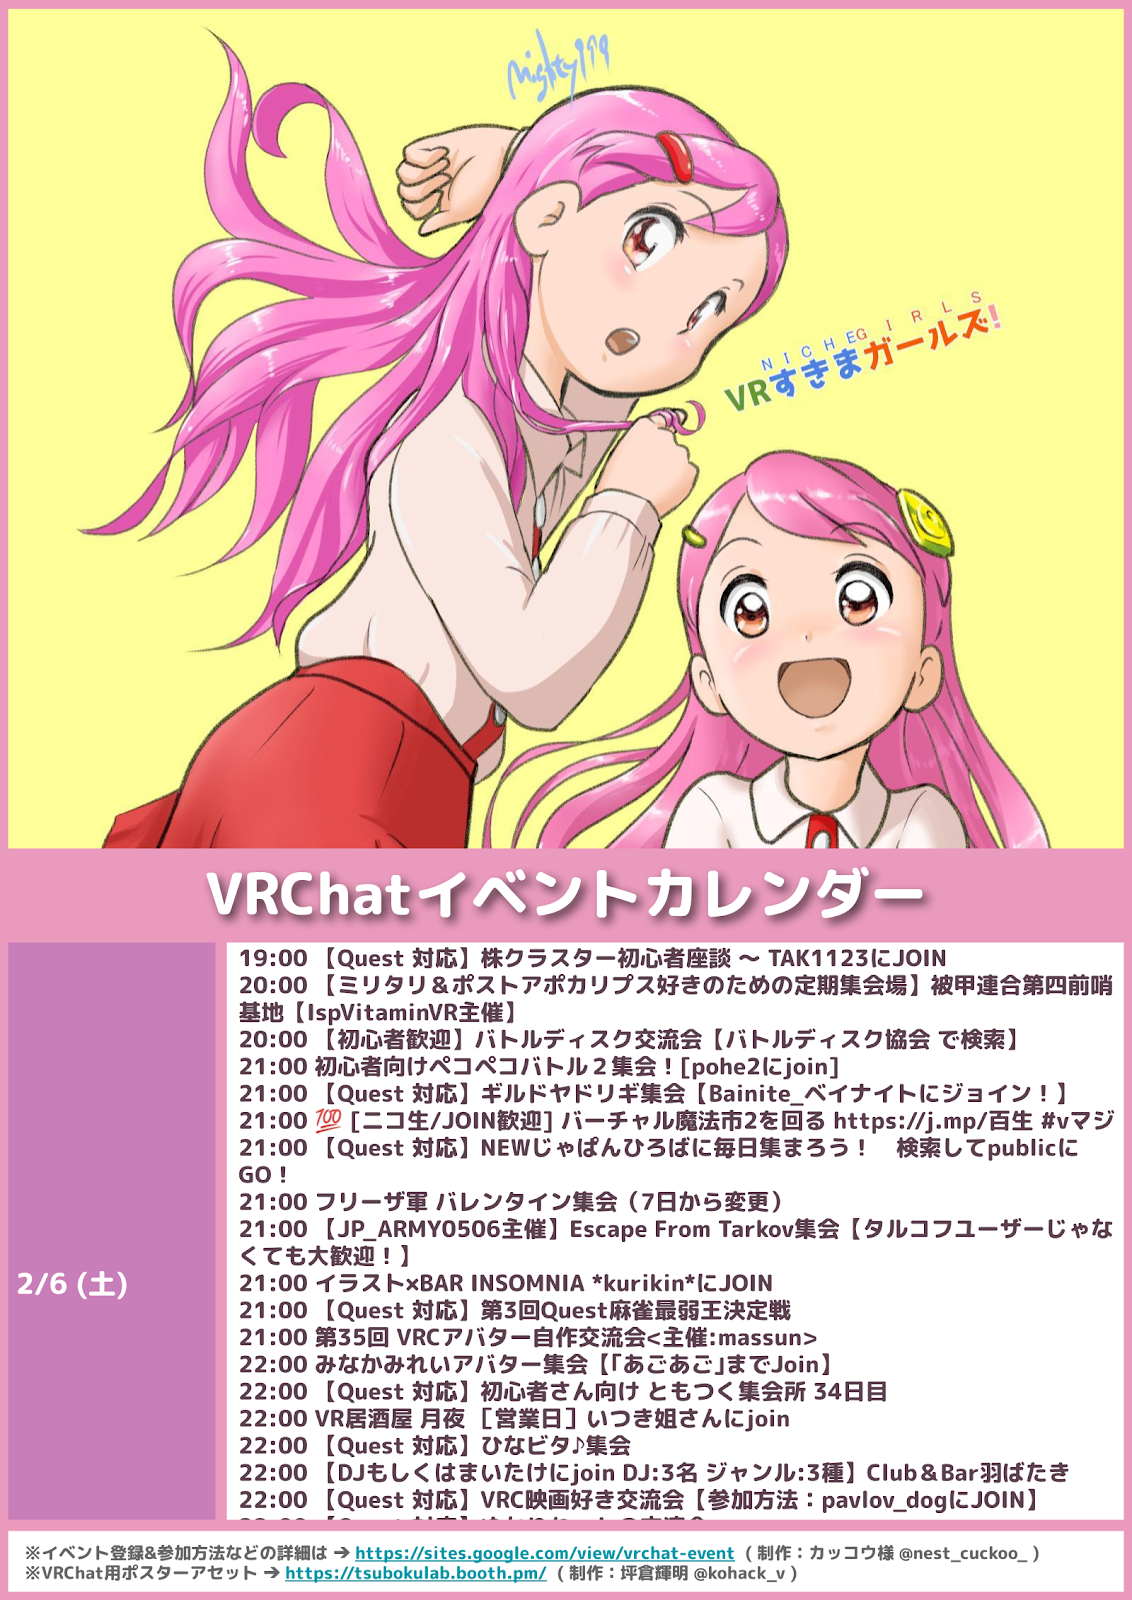 mighty199
NICHE GIRLS
VRすきまガールズ!
VRChatイベントカレンダー
2/6 (土)
19:00 【Quest 対応】株クラスター初心者座談 ～ TAK1123にJOIN
20:00 【ミリタリ＆ポストアポカリプス好きのための定期集会場】被甲連合第四前哨
基地【IspVitaminVR主催】
20:00 【初心者歓迎】バトルディスク交流会【バトルディスク協会 で検索】
21:00 初心者向けペコペコバトル２集会！[pohe2にjoin]
21:00 【Quest 対応】ギルドヤドリギ集会【Bainite_ベイナイトにジョイン！】
21:00 💯 [ニコ生/JOIN歓迎] バーチャル魔法市2を回る https://j.mp/百生 #vマジ
21:00 【Quest 対応】NEWじゃぱんひろばに毎日集まろう！　検索してpublicに
GO！
21:00 フリーザ軍 バレンタイン集会（7日から変更）
21:00 【JP_ARMY0506主催】Escape From Tarkov集会【タルコフユーザーじゃな
くても大歓迎！】
21:00 イラスト×BAR INSOMNIA *kurikin*にJOIN
21:00 【Quest 対応】第3回Quest麻雀最弱王決定戦
21:00 第35回 VRCアバター自作交流会<主催:massun>
22:00 みなかみれいアバター集会【｢あごあご｣までJoin】
22:00 【Quest 対応】初心者さん向け ともつく集会所 34日目
22:00 VR居酒屋 月夜 ［営業日］いつき姐さんにjoin
22:00 【Quest 対応】ひなビタ♪集会
22:00 【DJもしくはまいたけにjoin DJ:3名 ジャンル:3種】Club＆Bar羽ばたき
22:00 【Quest 対応】VRC映画好き交流会【参加方法：pavlov_dogにJOIN】
※イベント登録&参加方法などの詳細は ➔ https://sites.google.com/view/vrchat-event （ 制作：カッコウ様 @nest_cuckoo_ ）
※VRChat用ポスターアセット ➔ https://tsubokulab.booth.pm/ （ 制作：坪倉輝明 @kohack_v ）